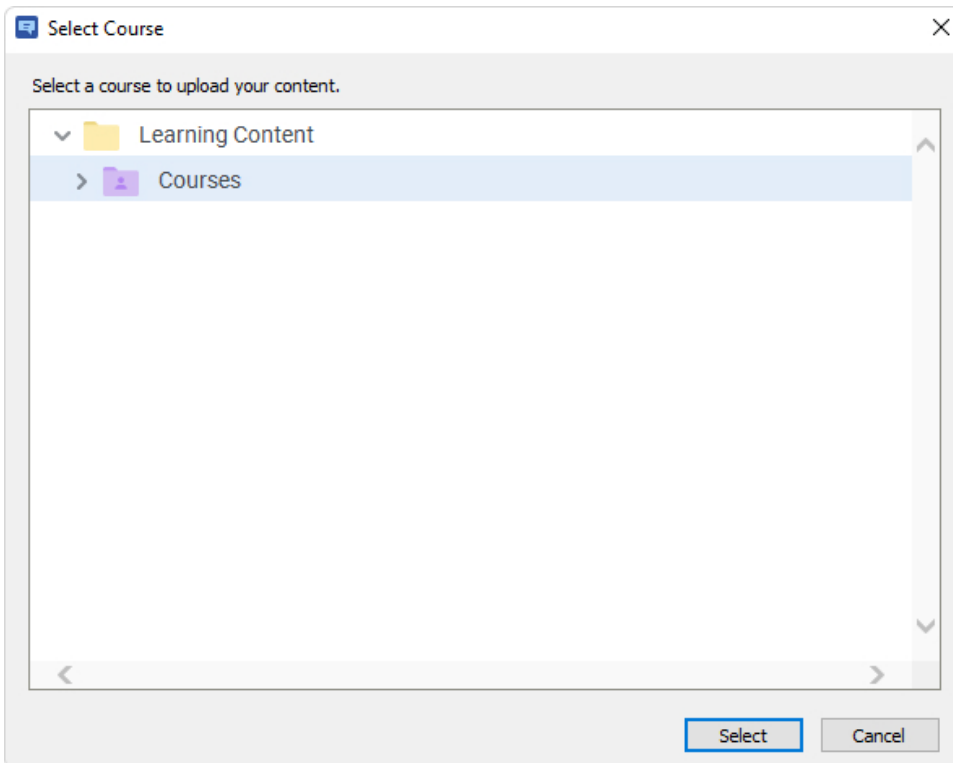 Select Course
Select a course to upload your content.
Learning Content
Courses
Select Cancel